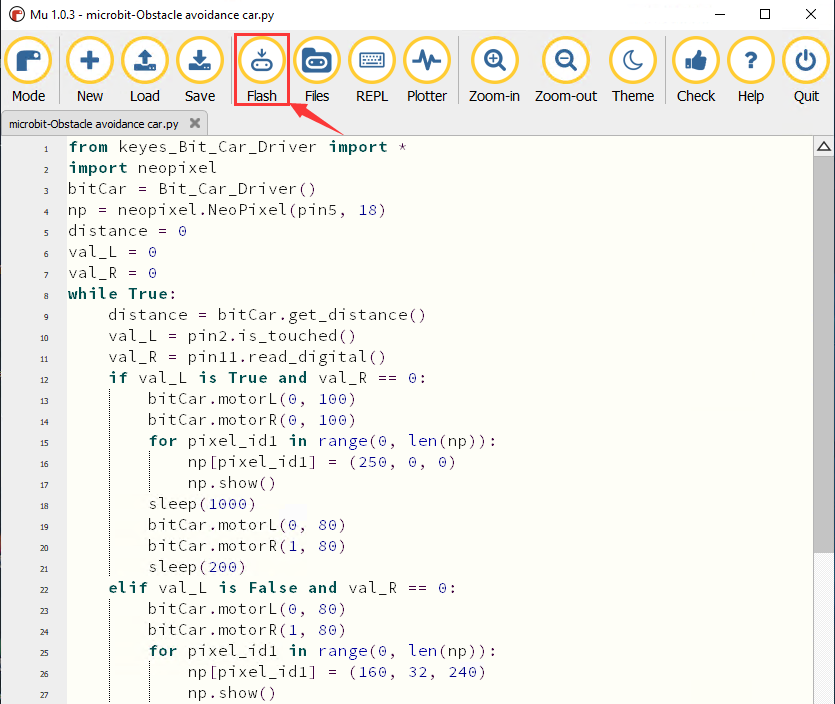 Mu 1.0.3 - microbit-Obstacle avoidance car.py
Mode New Load Save Flash Files REPL Plotter Zoom-in Zoom-out Theme Check Help Quit
microbit-Obstacle avoidance car.py
1 from keyes_Bit_Car_Driver import *
2 import neopixel
3 bitCar = Bit_Car_Driver()
4 np = neopixel.NeoPixel(pin5, 18)
5 distance = 0
6 val_L = 0
7 val_R = 0
8 while True:
9     distance = bitCar.get_distance()
10     val_L = pin2.is_touched()
11     val_R = pin11.read_digital()
12     if val_L is True and val_R == 0:
13         bitCar.motorL(0, 100)
14         bitCar.motorR(0, 100)
15         for pixel_id1 in range(0, len(np)):
16             np[pixel_id1] = (250, 0, 0)
17             np.show()
18         sleep(1000)
19         bitCar.motorL(0, 80)
20         bitCar.motorR(1, 80)
21         sleep(200)
22     elif val_L is False and val_R == 0:
23         bitCar.motorL(0, 80)
24         bitCar.motorR(1, 80)
25         for pixel_id1 in range(0, len(np)):
26             np[pixel_id1] = (160, 32, 240)
27             np.show()